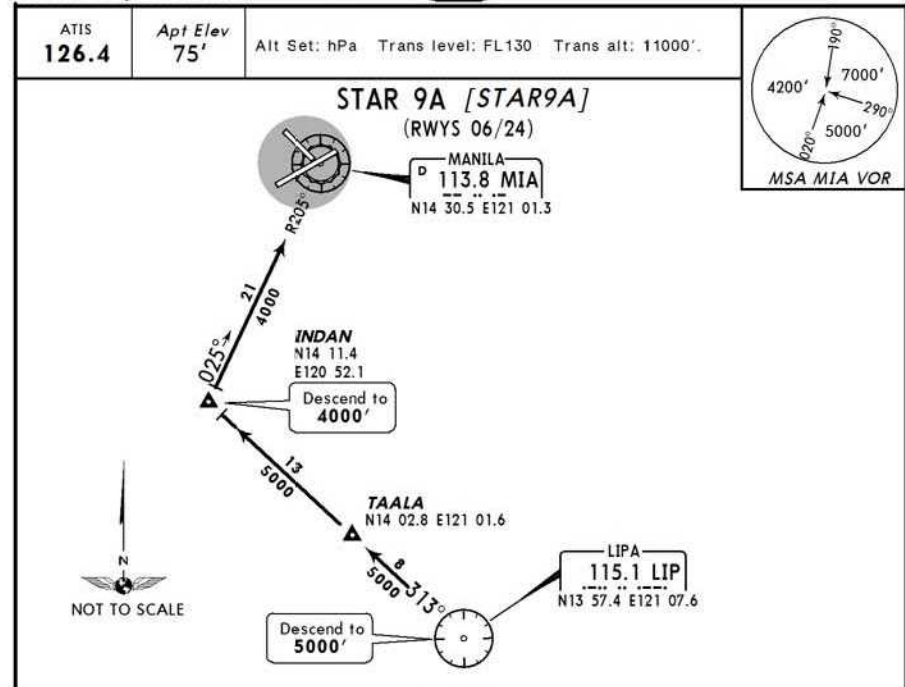 ATIS
126.4
Apt Elev
75'
Alt Set: hPa Trans level: FL130 Trans alt: 11000'.
190°
4200'
7000'
290°
5000'
020°
MSA MIA VOR
STAR 9A [STAR9A]
(RWYS 06/24)
MANILA
D 113.8 MIA
N14 30.5 E121 01.3
R205°
21
4000
025°
INDAN
N14 11.4
E120 52.1
Descend to
4000'
13
5000
TAALA
N14 02.8 E121 01.6
8
5000
313°
LIPA
115.1 LIP
N13 57.4 E121 07.6
Descend to
5000'
N
NOT TO SCALE